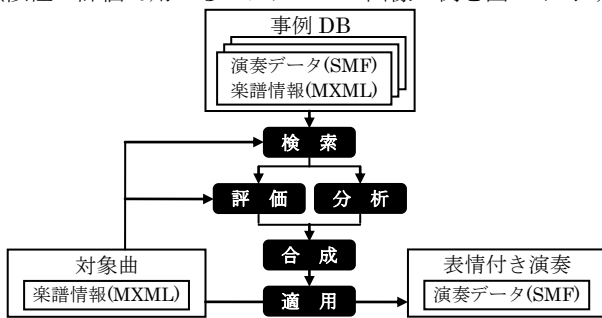 事例 DB
演奏データ(SMF)
楽譜情報(MXML)
検 索
評 価
分 析
合 成
対象曲
楽譜情報(MXML)
適 用
表情付き演奏
演奏データ(SMF)